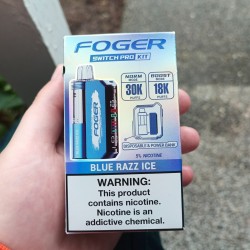 FOGER
SWITCH PRO KIT
NORM MODE
30K
PUFFS
BOOST MODE
18K
PUFFS
FOGER
DISPOSABLE & POWER BANK
5% NICOTINE
BLUE RAZZ ICE
WARNING:
This product
contains nicotine.
Nicotine is an
addictive chemical.